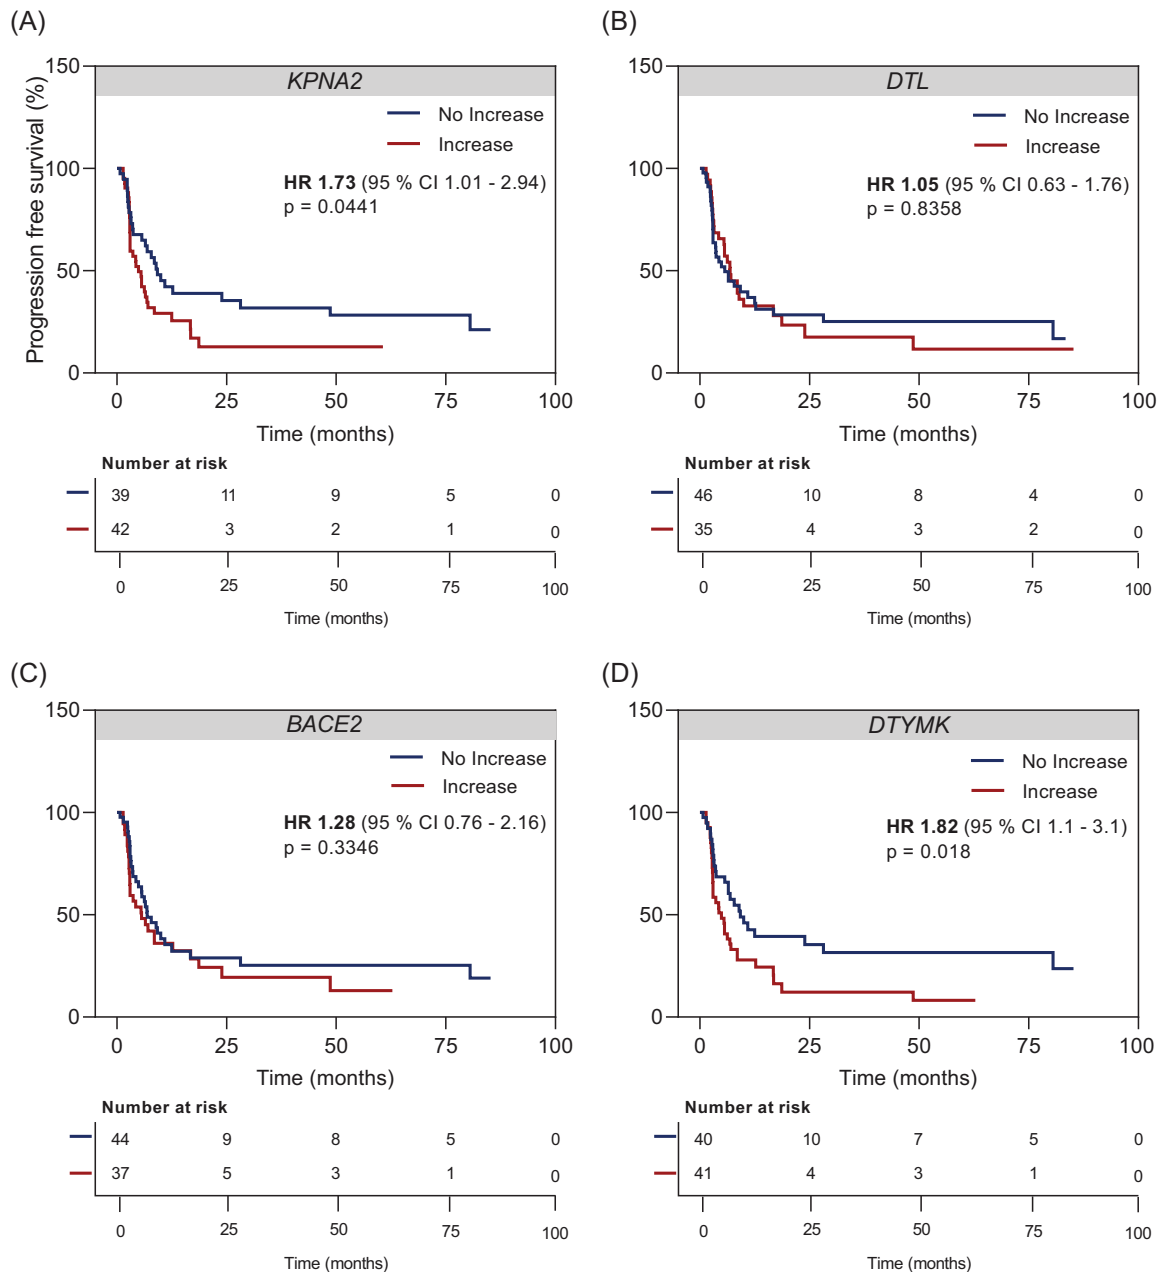 (A)
150
KPNA2
No Increase
Increase
HR 1.73 (95 % CI 1.01 - 2.94)
p = 0.0441
Progression free survival (%)
100
50
0
0 25 50 75 100
Time (months)
Number at risk
39 11 9 5 0
42 3 2 1 0
0 25 50 75 100
Time (months)
(B)
150
DTL
No Increase
Increase
HR 1.05 (95 % CI 0.63 - 1.76)
p = 0.8358
100
50
0
0 25 50 75 100
Time (months)
Number at risk
46 10 8 4 0
35 4 3 2 0
0 25 50 75 100
Time (months)
(C)
150
BACE2
No Increase
Increase
HR 1.28 (95 % CI 0.76 - 2.16)
p = 0.3346
100
50
0
0 25 50 75 100
Time (months)
Number at risk
44 9 8 5 0
37 5 3 1 0
0 25 50 75 100
Time (months)
(D)
150
DTYMK
No Increase
Increase
HR 1.82 (95 % CI 1.1 - 3.1)
p = 0.018
100
50
0
0 25 50 75 100
Time (months)
Number at risk
40 10 7 5 0
41 4 3 1 0
0 25 50 75 100
Time (months)